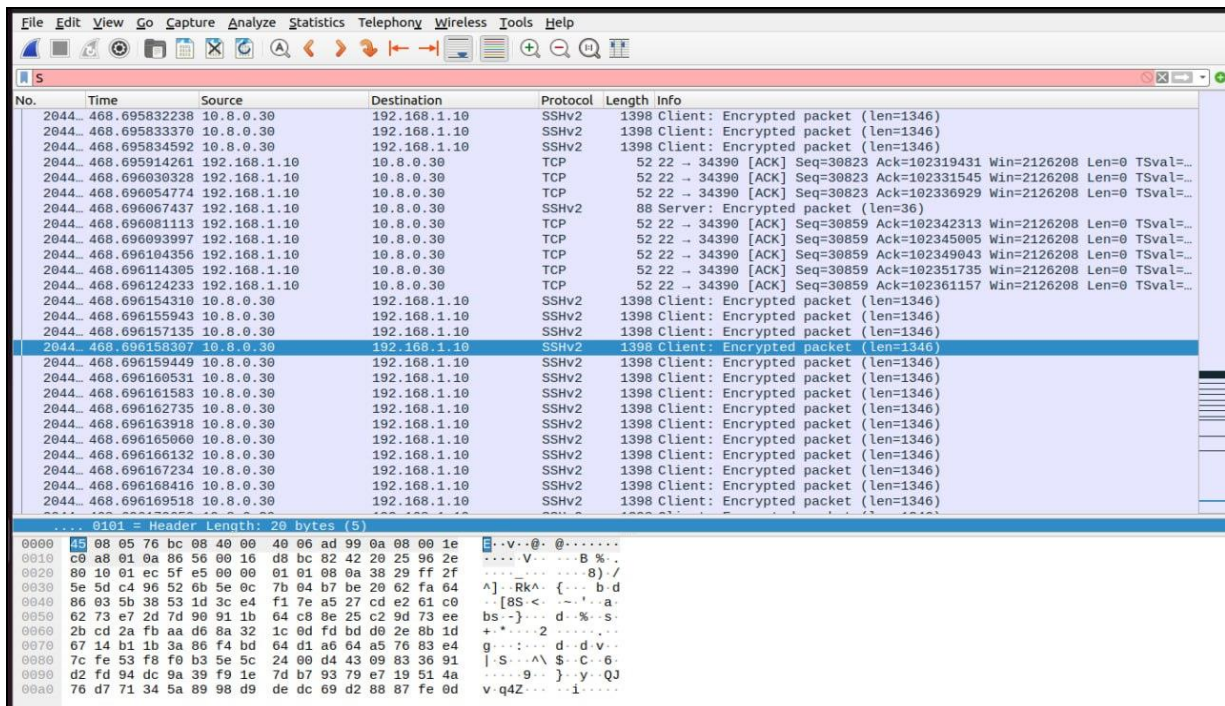 File Edit View Go Capture Analyze Statistics Telephony Wireless Tools Help
S
No. Time Source Destination Protocol Length Info
2044… 468.695832238 10.8.0.30 192.168.1.10 SSHv2 1398 Client: Encrypted packet (len=1346)
2044… 468.695833370 10.8.0.30 192.168.1.10 SSHv2 1398 Client: Encrypted packet (len=1346)
2044… 468.695834592 10.8.0.30 192.168.1.10 SSHv2 1398 Client: Encrypted packet (len=1346)
2044… 468.695914261 192.168.1.10 10.8.0.30 TCP 52 22 → 34390 [ACK] Seq=30823 Ack=102319431 Win=2126208 Len=0 TSval=…
2044… 468.696030328 192.168.1.10 10.8.0.30 TCP 52 22 → 34390 [ACK] Seq=30823 Ack=102331545 Win=2126208 Len=0 TSval=…
2044… 468.696054774 192.168.1.10 10.8.0.30 TCP 52 22 → 34390 [ACK] Seq=30823 Ack=102336929 Win=2126208 Len=0 TSval=…
2044… 468.696067437 192.168.1.10 10.8.0.30 SSHv2 88 Server: Encrypted packet (len=36)
2044… 468.696081113 192.168.1.10 10.8.0.30 TCP 52 22 → 34390 [ACK] Seq=30859 Ack=102342313 Win=2126208 Len=0 TSval=…
2044… 468.696093997 192.168.1.10 10.8.0.30 TCP 52 22 → 34390 [ACK] Seq=30859 Ack=102345005 Win=2126208 Len=0 TSval=…
2044… 468.696104356 192.168.1.10 10.8.0.30 TCP 52 22 → 34390 [ACK] Seq=30859 Ack=102349043 Win=2126208 Len=0 TSval=…
2044… 468.696114305 192.168.1.10 10.8.0.30 TCP 52 22 → 34390 [ACK] Seq=30859 Ack=102351735 Win=2126208 Len=0 TSval=…
2044… 468.696124233 192.168.1.10 10.8.0.30 TCP 52 22 → 34390 [ACK] Seq=30859 Ack=102361157 Win=2126208 Len=0 TSval=…
2044… 468.696154310 10.8.0.30 192.168.1.10 SSHv2 1398 Client: Encrypted packet (len=1346)
2044… 468.696155943 10.8.0.30 192.168.1.10 SSHv2 1398 Client: Encrypted packet (len=1346)
2044… 468.696157135 10.8.0.30 192.168.1.10 SSHv2 1398 Client: Encrypted packet (len=1346)
2044… 468.696158307 10.8.0.30 192.168.1.10 SSHv2 1398 Client: Encrypted packet (len=1346)
2044… 468.696159449 10.8.0.30 192.168.1.10 SSHv2 1398 Client: Encrypted packet (len=1346)
2044… 468.696160531 10.8.0.30 192.168.1.10 SSHv2 1398 Client: Encrypted packet (len=1346)
2044… 468.696161583 10.8.0.30 192.168.1.10 SSHv2 1398 Client: Encrypted packet (len=1346)
2044… 468.696162735 10.8.0.30 192.168.1.10 SSHv2 1398 Client: Encrypted packet (len=1346)
2044… 468.696163918 10.8.0.30 192.168.1.10 SSHv2 1398 Client: Encrypted packet (len=1346)
2044… 468.696165060 10.8.0.30 192.168.1.10 SSHv2 1398 Client: Encrypted packet (len=1346)
2044… 468.696166132 10.8.0.30 192.168.1.10 SSHv2 1398 Client: Encrypted packet (len=1346)
2044… 468.696167234 10.8.0.30 192.168.1.10 SSHv2 1398 Client: Encrypted packet (len=1346)
2044… 468.696168416 10.8.0.30 192.168.1.10 SSHv2 1398 Client: Encrypted packet (len=1346)
2044… 468.696169518 10.8.0.30 192.168.1.10 SSHv2 1398 Client: Encrypted packet (len=1346)
.... 0101 = Header Length: 20 bytes (5)
0000 45 08 05 76 bc 08 40 00 40 06 ad 99 0a 08 00 1e E··v··@· @·······
0010 c0 a8 01 0a 86 56 00 16 d8 bc 82 42 20 25 96 2e ·····V·· ···B %·.
0020 80 10 01 ec 5f e5 00 00 01 01 08 0a 38 29 ff 2f ····_··· ····8)·/
0030 5e 5d c4 96 52 6b 5e 0c 7b 04 b7 be 20 62 fa 64 ^]··Rk^· {··· b·d
0040 86 03 5b 38 53 1d 3c e4 f1 7e a5 27 cd e2 61 c0 ··[8S·<· ·~·'··a·
0050 62 73 e7 2d 7d 90 91 1b 64 c8 8e 25 c2 9d 73 ee bs·-}··· d··%··s·
0060 2b cd 2a fb aa d6 8a 32 1c 0d fd bd d0 2e 8b 1d +·*····2 ·····.··
0070 67 14 b1 1b 3a 86 f4 bd 64 d1 a6 64 a5 76 83 e4 g···:··· d··d·v··
0080 7c fe 53 f8 f0 b3 5e 5c 24 00 d4 43 09 83 36 91 |·S···^\ $··C··6·
0090 d2 fd 94 dc 9a 39 f9 1e 7d b7 93 79 e7 19 51 4a ·····9·· }··y··QJ
00a0 76 d7 71 34 5a 89 98 d9 de dc 69 d2 88 87 fe 0d v·q4Z··· ··i·····